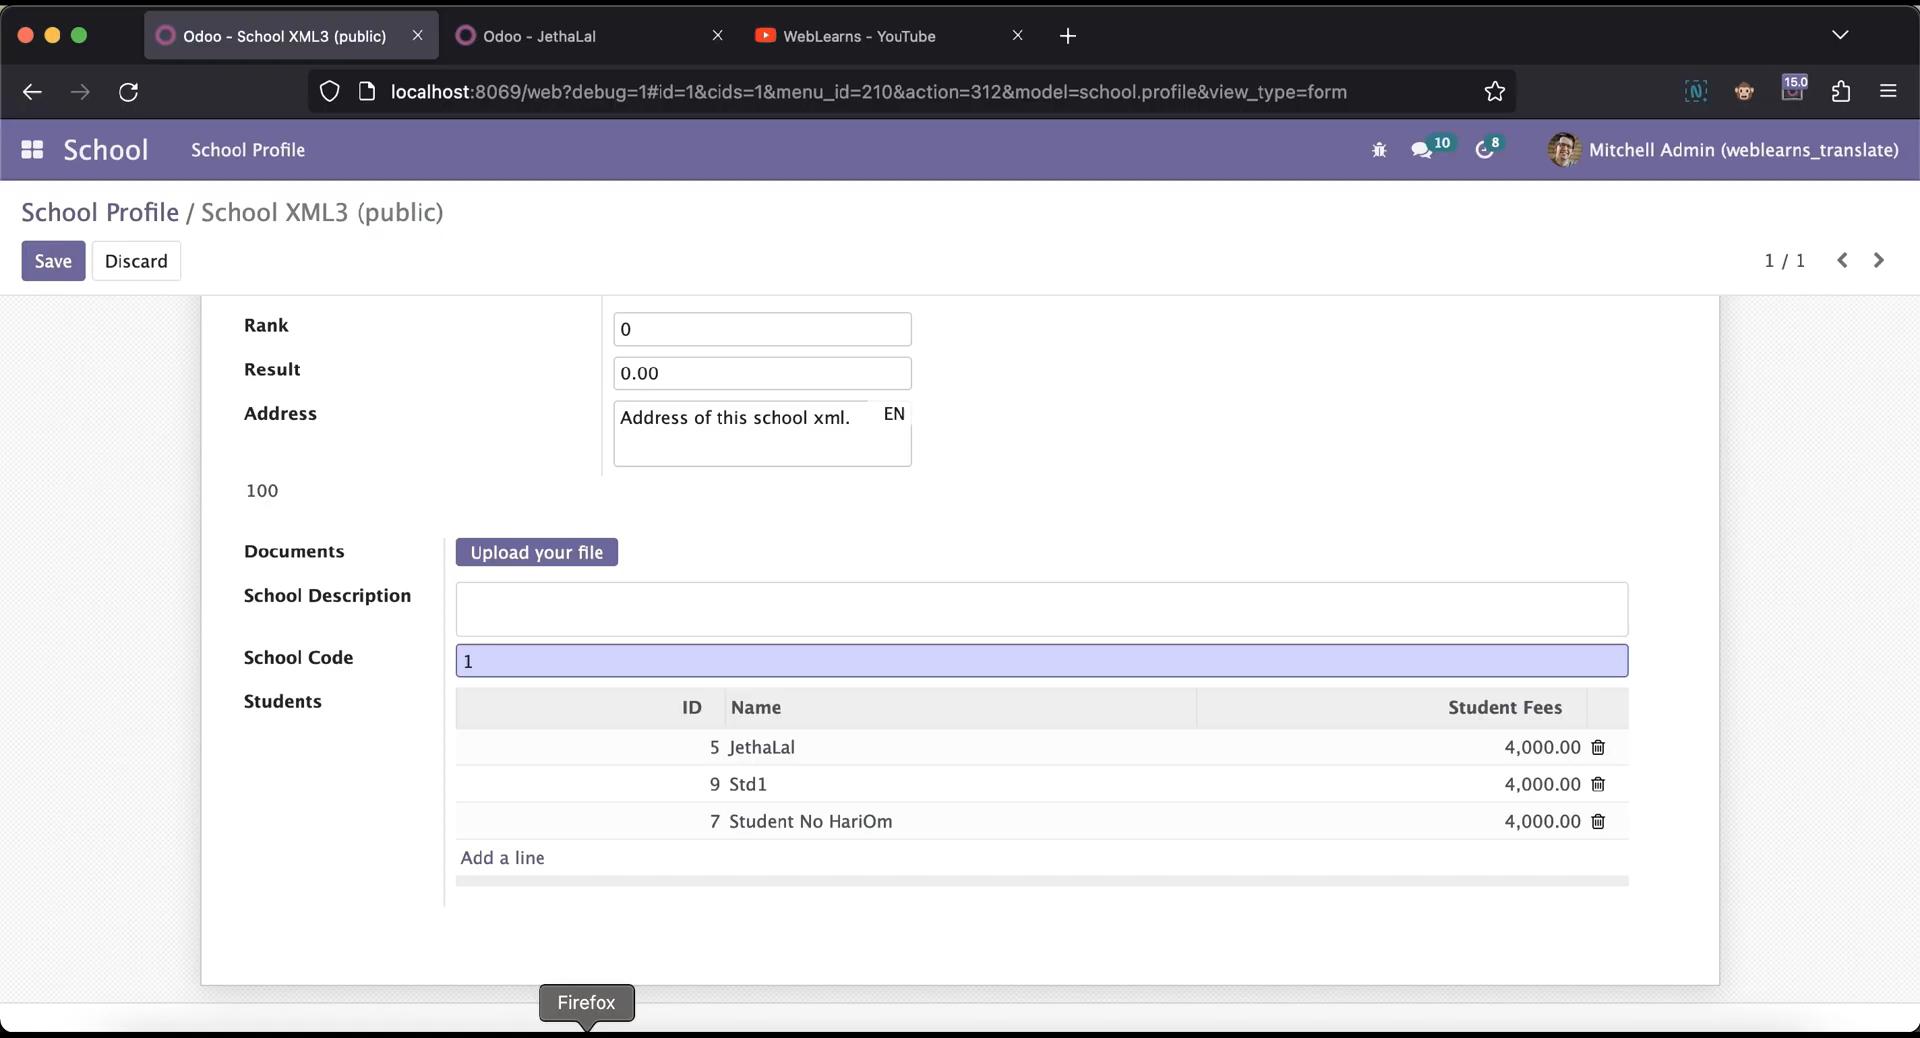 Odoo - School XML3 (public)
Odoo - JethaLal
WebLearns - YouTube
localhost:8069/web?debug=1#id=1&cids=1&menu_id=210&action=312&model=school.profile&view_type=form
15.0
School
School Profile
10
8
Mitchell Admin (weblearns_translate)
School Profile / School XML3 (public)
Save
Discard
1 / 1
Rank
0
Result
0.00
Address
Address of this school xml.
EN
100
Documents
Upload your file
School Description
School Code
1
Students
ID Name Student Fees
5 JethaLal 4,000.00
9 Std1 4,000.00
7 Student No HariOm 4,000.00
Add a line
Firefox